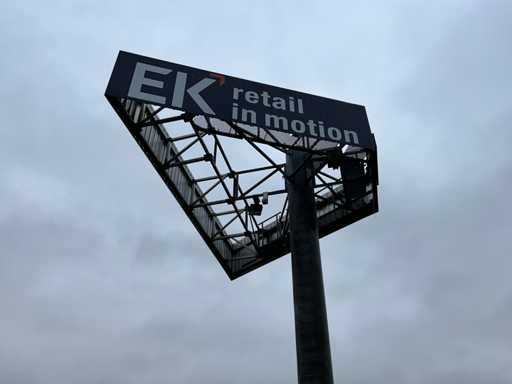 EK retail
in motion